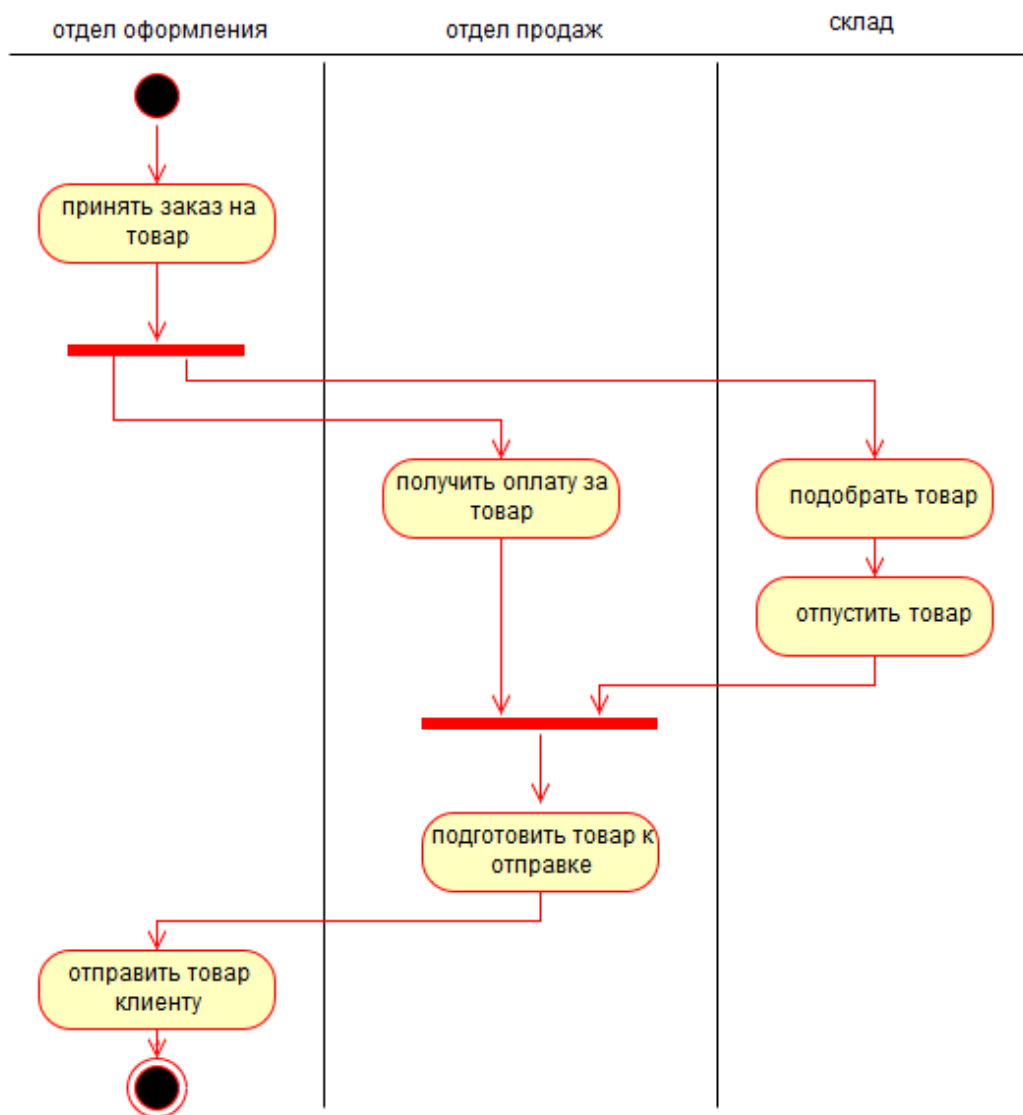 отдел оформления
отдел продаж
склад
принять заказ на
товар
получить оплату за
товар
подобрать товар
отпустить товар
подготовить товар к
отправке
отправить товар
клиенту